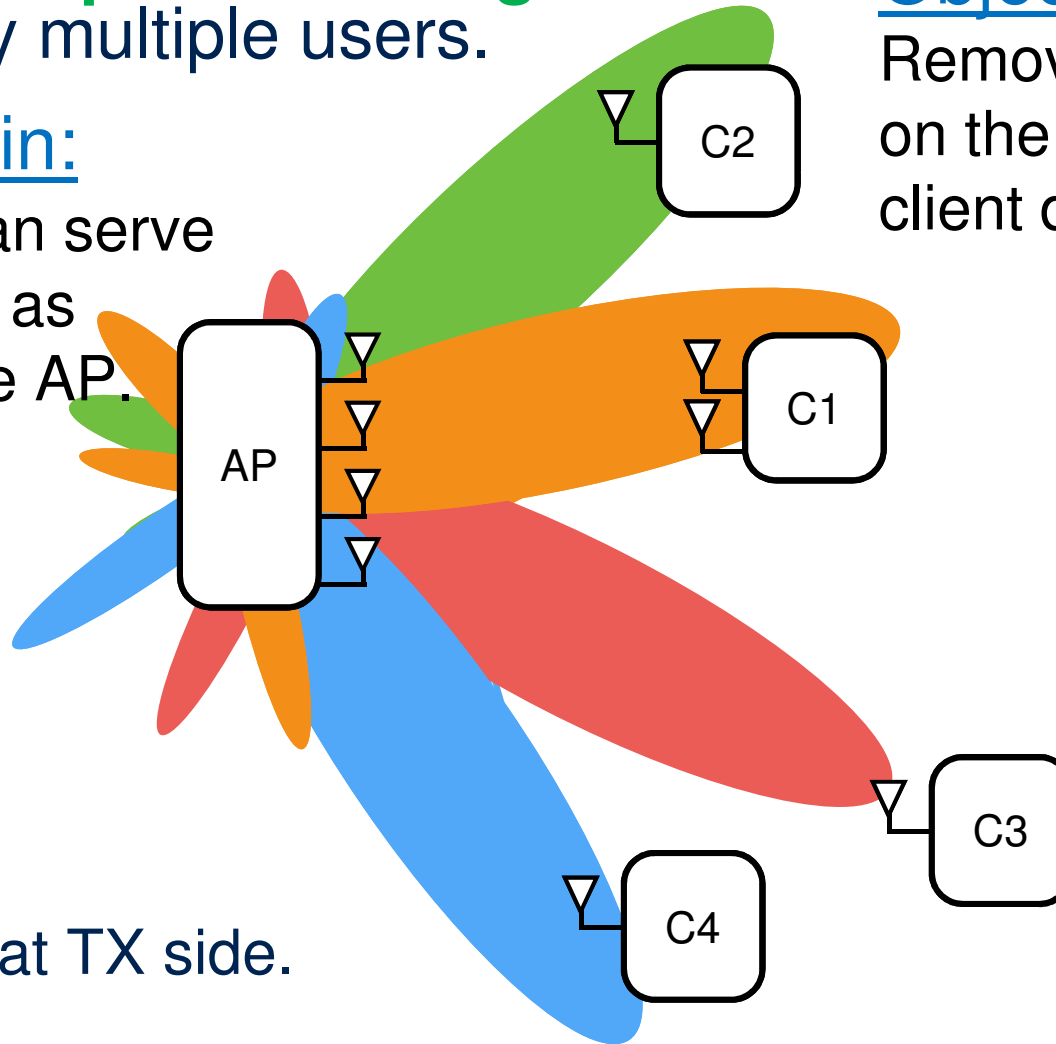 y multiple users.
Remov
in:
on the
client c
an serve
as
e AP.
C2
C1
AP
C3
C4
at TX side.